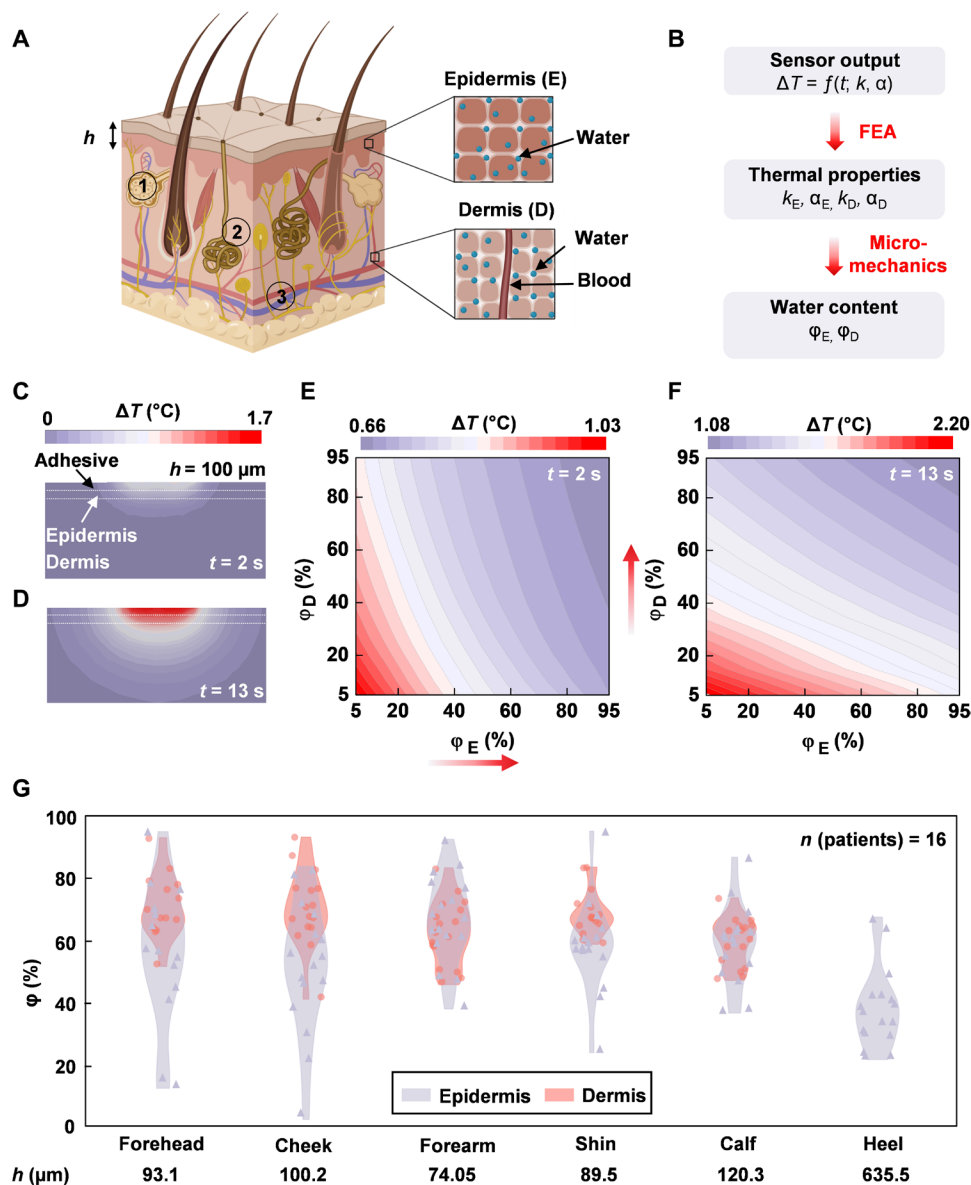 A
h
1
2
3
Epidermis (E)
Water
Dermis (D)
Water
Blood
B
Sensor output
ΔT = f(t; k, α)
FEA
Thermal properties
kE, αE, kD, αD
Micro-
mechanics
Water content
φE, φD
C
ΔT (°C)
0
1.7
Adhesive
h = 100 μm
Epidermis
Dermis
t = 2 s
D
t = 13 s
E
ΔT (°C)
0.66
1.03
t = 2 s
95
80
60
40
20
5
φD (%)
5
20
40
60
80
95
φE (%)
F
ΔT (°C)
1.08
2.20
t = 13 s
95
80
60
40
20
5
φD (%)
5
20
40
60
80
95
φE (%)
G
n (patients) = 16
100
80
60
40
20
0
φ (%)
Epidermis
Dermis
Forehead Cheek Forearm Shin Calf Heel
h (μm) 93.1 100.2 74.05 89.5 120.3 635.5